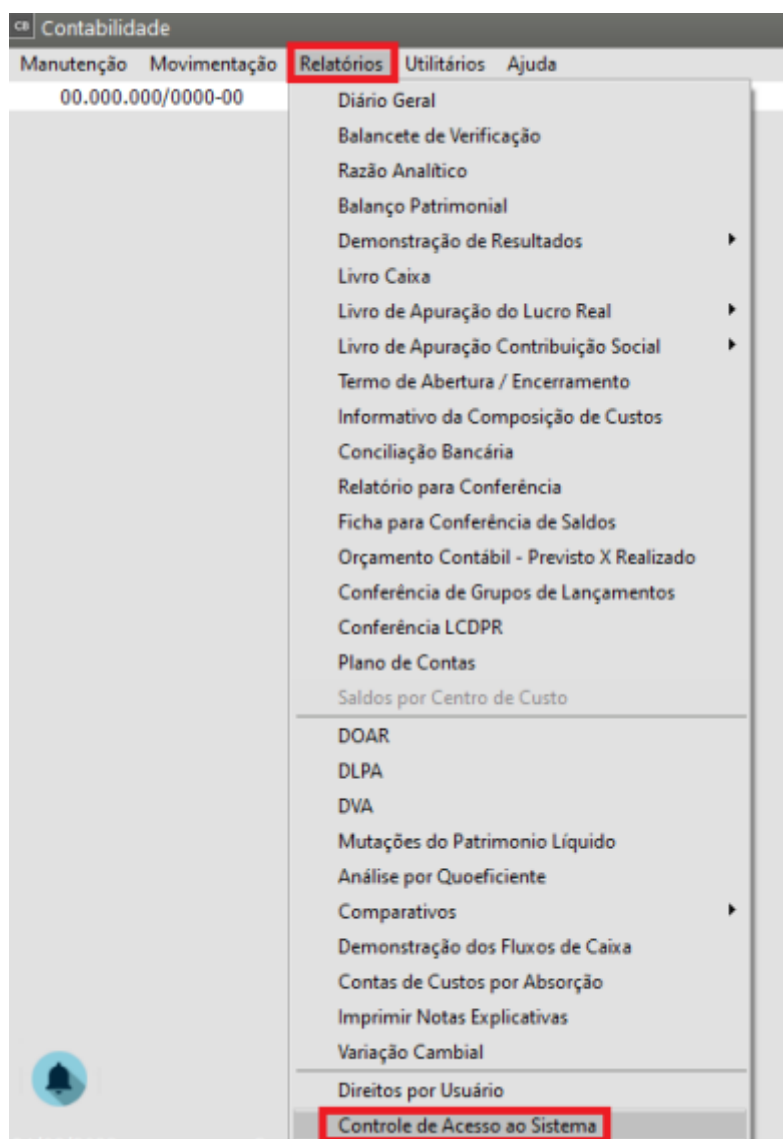 CB Contabilidade
Manutenção Movimentação Relatórios Utilitários Ajuda
00.000.000/0000-00
Diário Geral
Balancete de Verificação
Razão Analítico
Balanço Patrimonial
Demonstração de Resultados
Livro Caixa
Livro de Apuração do Lucro Real
Livro de Apuração Contribuição Social
Termo de Abertura / Encerramento
Informativo da Composição de Custos
Conciliação Bancária
Relatório para Conferência
Ficha para Conferência de Saldos
Orçamento Contábil - Previsto X Realizado
Conferência de Grupos de Lançamentos
Conferência LCDPR
Plano de Contas
Saldos por Centro de Custo
DOAR
DLPA
DVA
Mutações do Patrimonio Líquido
Análise por Quoeficiente
Comparativos
Demonstração dos Fluxos de Caixa
Contas de Custos por Absorção
Imprimir Notas Explicativas
Variação Cambial
Direitos por Usuário
Controle de Acesso ao Sistema